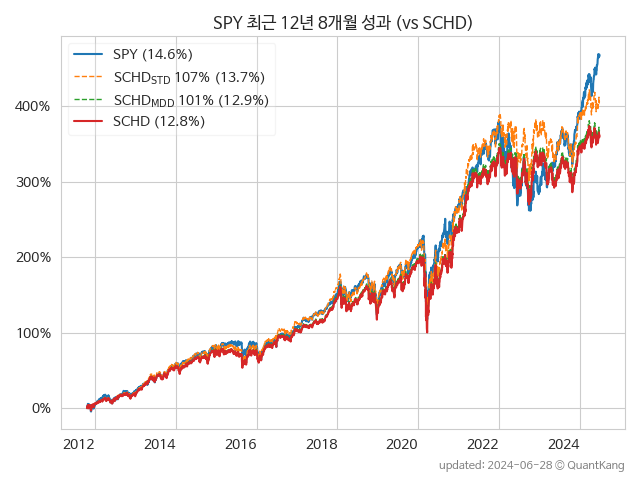 SPY 최근 12년 8개월 성과 (vs SCHD)
SPY (14.6%)
SCHD_STD 107% (13.7%)
SCHD_MDD 101% (12.9%)
SCHD (12.8%)
400%
300%
200%
100%
0%
2012 2014 2016 2018 2020 2022 2024
updated: 2024-06-28 © QuantKang